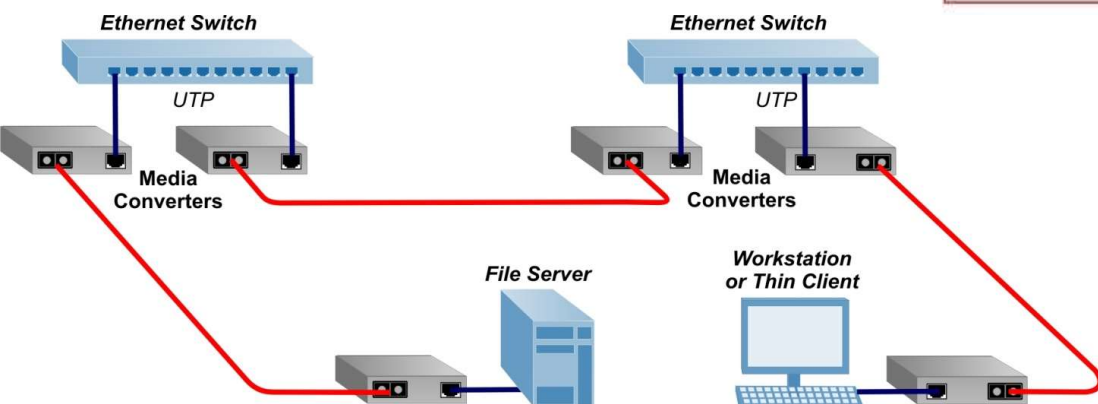 Ethernet Switch
Ethernet Switch
UTP
UTP
Media
Converters
Media
Converters
File Server
Workstation
or Thin Client